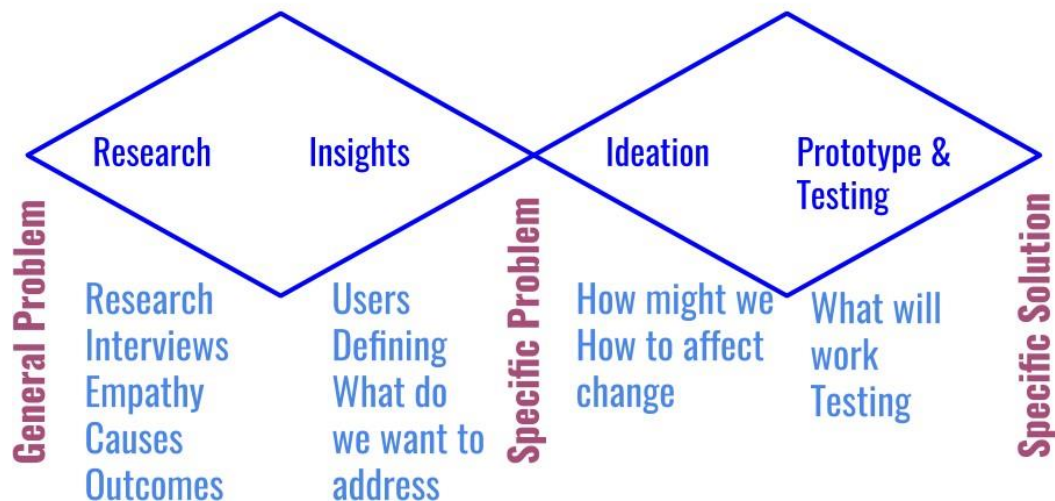 Research
Insights
Ideation
Prototype &
Testing
General Problem
Research
Interviews
Empathy
Causes
Outcomes
Users
Defining
What do
we want to
address
Specific Problem
How might we
How to affect
change
What will
work
Testing
Specific Solution